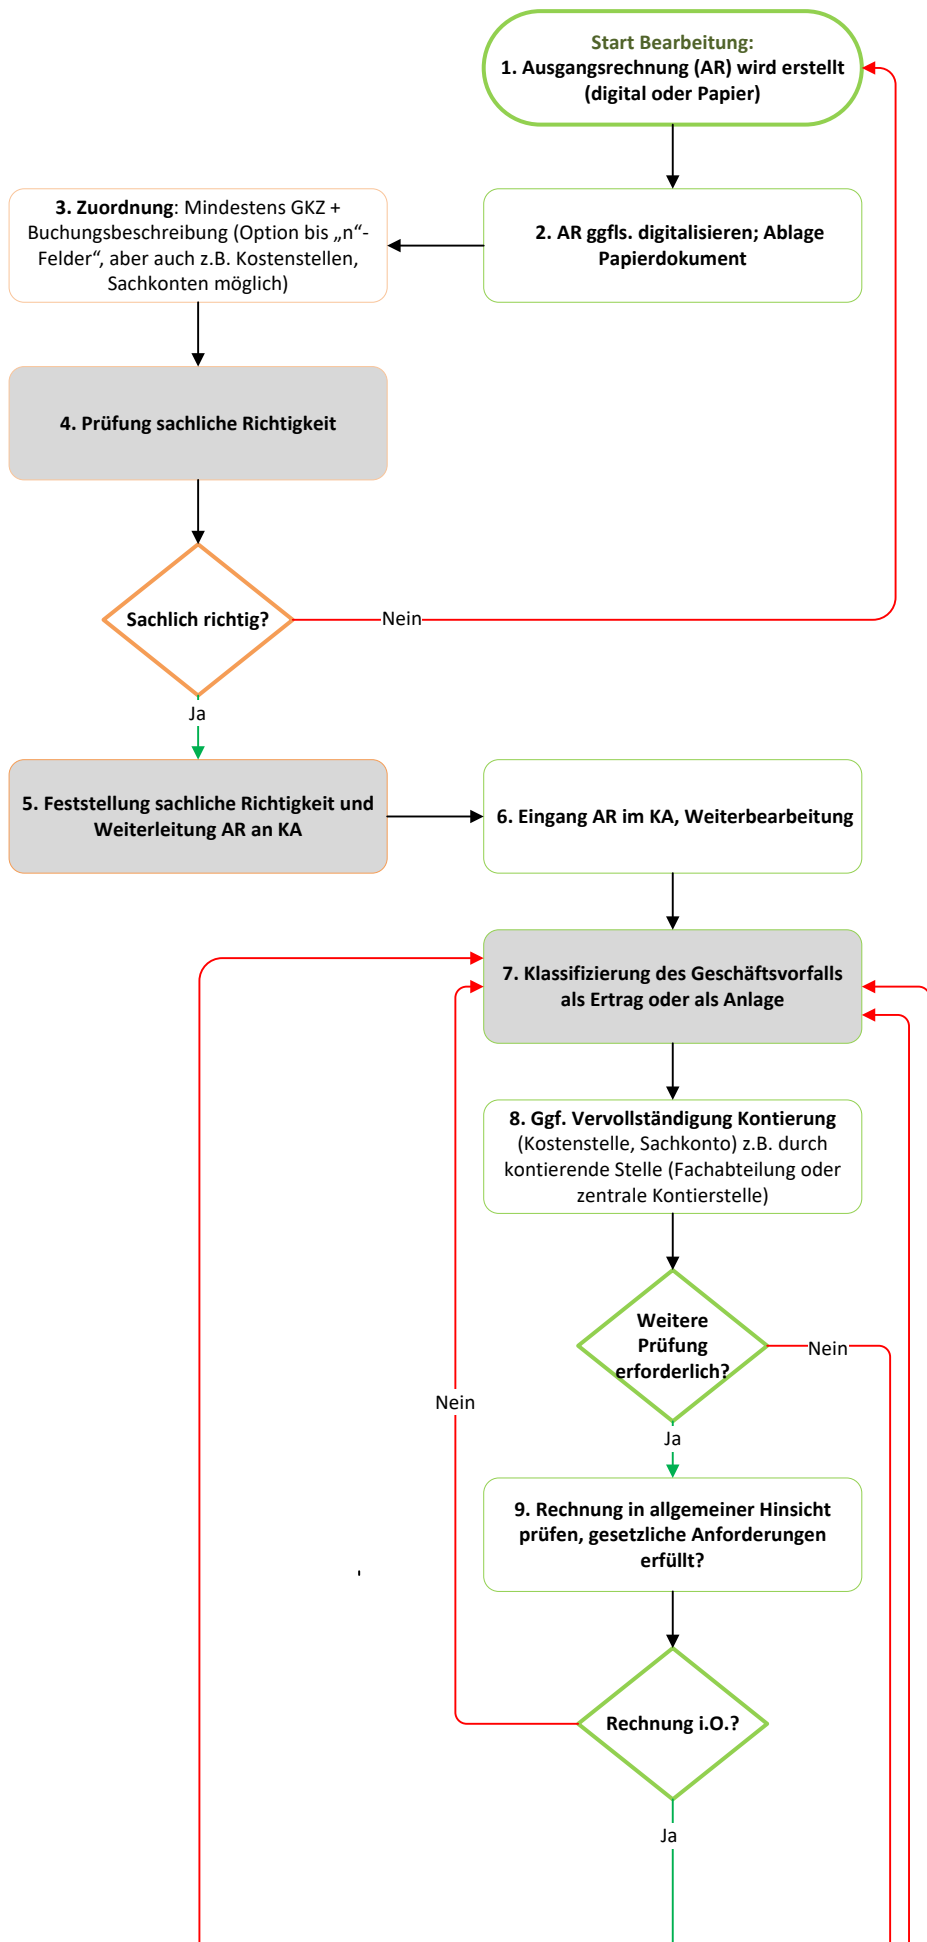 Start Bearbeitung:
1. Ausgangsrechnung (AR) wird erstellt
(digital oder Papier)
2. AR ggfls. digitalisieren; Ablage
Papierdokument
3. Zuordnung: Mindestens GKZ +
Buchungsbeschreibung (Option bis „n“-
Felder“, aber auch z.B. Kostenstellen,
Sachkonten möglich)
4. Prüfung sachliche Richtigkeit
Sachlich richtig?
Nein
Ja
5. Feststellung sachliche Richtigkeit und
Weiterleitung AR an KA
6. Eingang AR im KA, Weiterbearbeitung
7. Klassifizierung des Geschäftsvorfalls
als Ertrag oder als Anlage
8. Ggf. Vervollständigung Kontierung
(Kostenstelle, Sachkonto) z.B. durch
kontierende Stelle (Fachabteilung oder
zentrale Kontierstelle)
Weitere
Prüfung
erforderlich?
Nein
Nein
Ja
9. Rechnung in allgemeiner Hinsicht
prüfen, gesetzliche Anforderungen
erfüllt?
Rechnung i.O.?
Ja